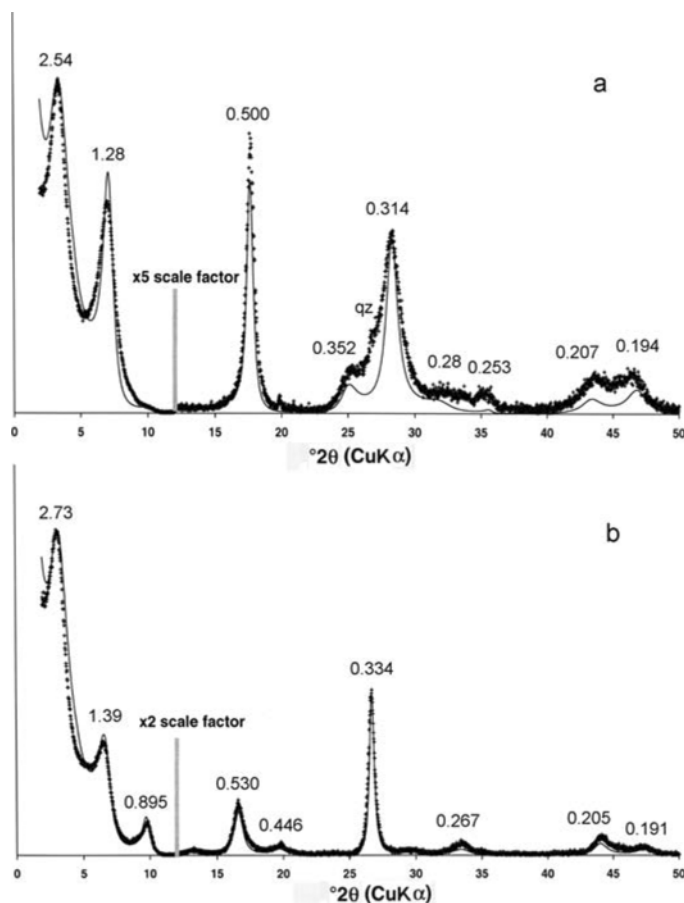 2.54
a
0.500
1.28
0.314
x5 scale factor
qz
0.352
0.28
0.253
0.207
0.194
0 5 10 15 20 25 30 35 40 45 50
°2θ (CuKα)
2.73
b
0.334
1.39
x2 scale factor
0.895
0.530
0.446
0.267
0.205
0.191
0 5 10 15 20 25 30 35 40 45 50
°2θ (CuKα)